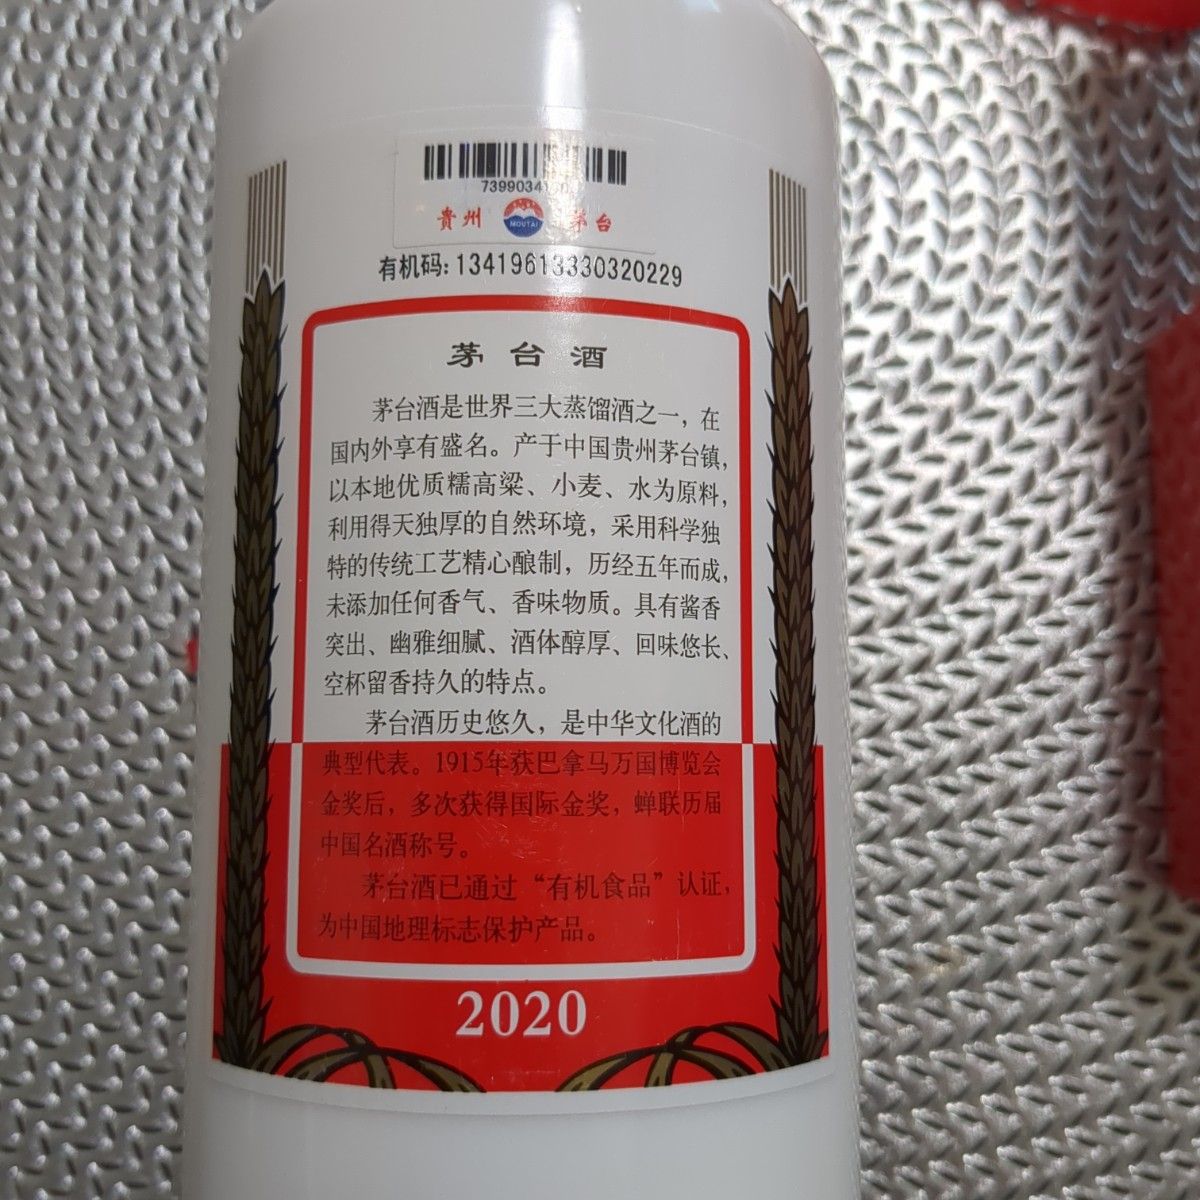 貴州 MOUTAI 茅台
有机码:13419613330320229
茅台酒
茅台酒是世界三大蒸馏酒之一，在
国内外享有盛名。产于中国贵州茅台镇，
以本地优质糯高粱、小麦、水为原料，
利用得天独厚的自然环境，采用科学独
特的传统工艺精心酿制，历经五年而成，
未添加任何香气、香味物质。具有酱香
突出、幽雅细腻、酒体醇厚、回味悠长、
空杯留香持久的特点。
茅台酒历史悠久，是中华文化酒的
典型代表。1915年获巴拿马万国博览会
金奖后，多次获得国际金奖，蝉联历届
中国名酒称号。
茅台酒已通过“有机食品”认证，
为中国地理标志保护产品。
2020